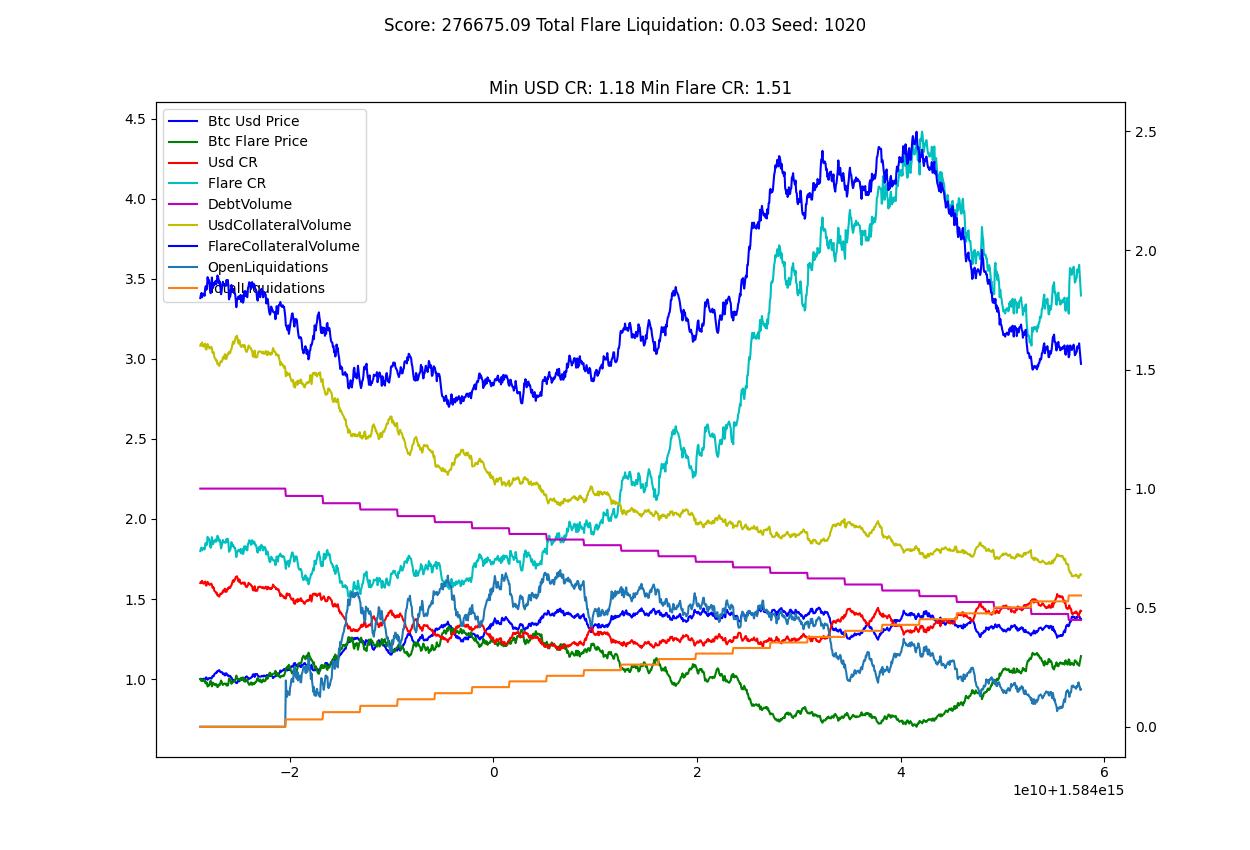 Score: 276675.09 Total Flare Liquidation: 0.03 Seed: 1020
Min USD CR: 1.18 Min Flare CR: 1.51
Btc Usd Price
Btc Flare Price
Usd CR
Flare CR
DebtVolume
UsdCollateralVolume
FlareCollateralVolume
OpenLiquidations
TotalLiquidations
4.5
4.0
3.5
3.0
2.5
2.0
1.5
1.0
2.5
2.0
1.5
1.0
0.5
0.0
−2
0
2
4
6
1e10+1.584e15